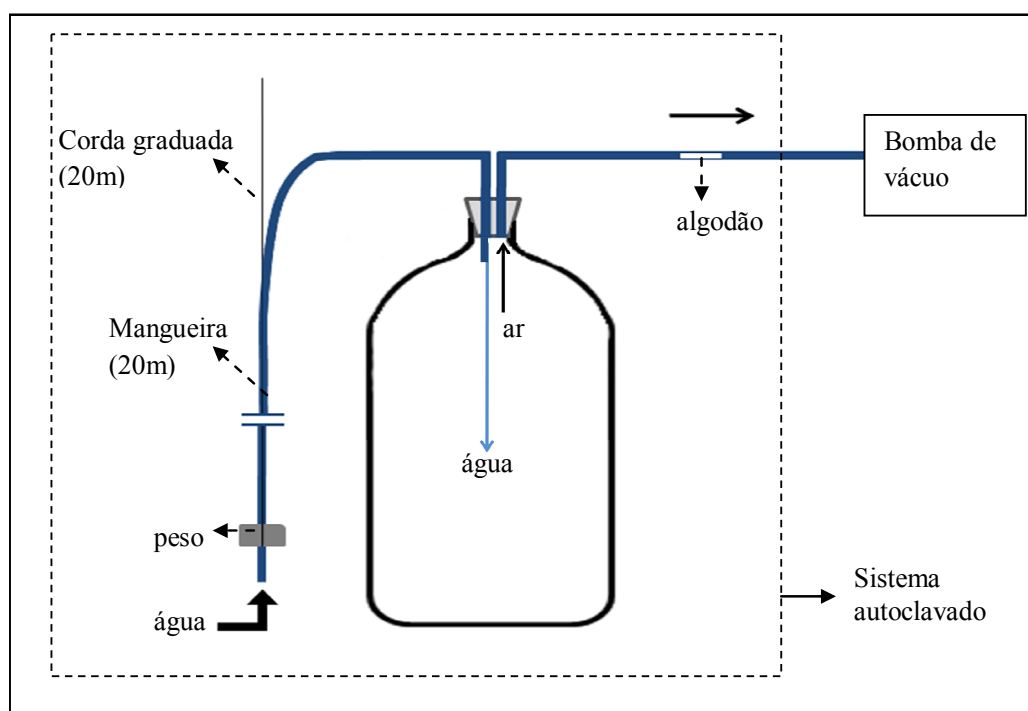 Corda graduada
(20m)
Bomba de
vácuo
algodão
Mangueira
(20m)
ar
água
peso
água
Sistema
autoclavado